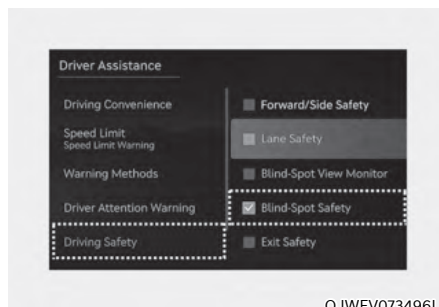 Driver Assistance
Driving Convenience
Speed Limit
Speed Limit Warning
Warning Methods
Driver Attention Warning
Driving Safety
Forward/Side Safety
Lane Safety
Blind-Spot View Monitor
Blind-Spot Safety
Exit Safety